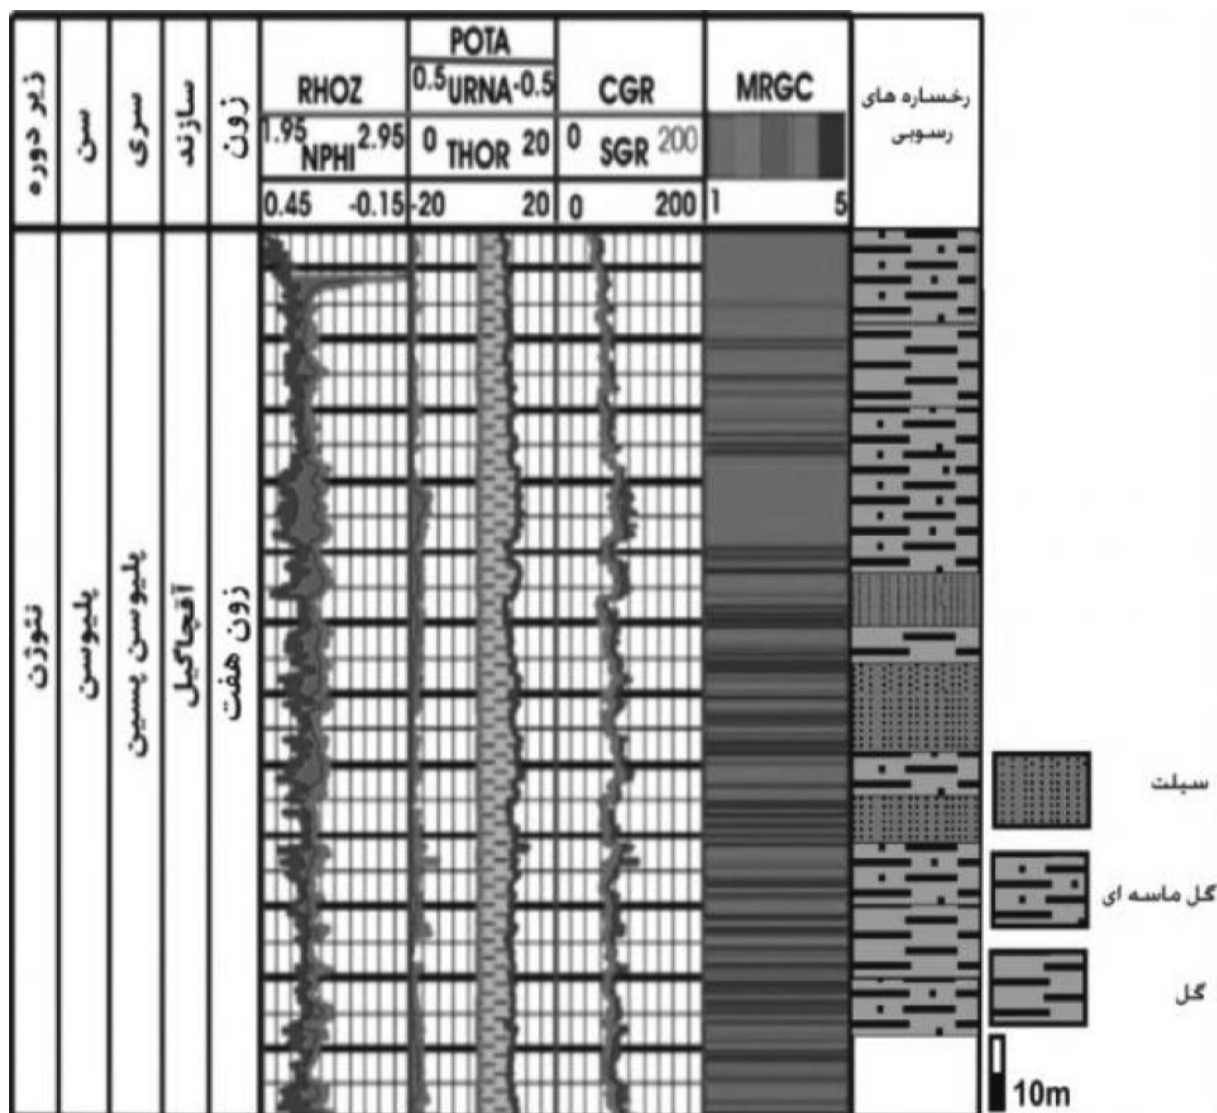 زیر دوره
سن
سری
سازند
زون
RHOZ
1.95 2.95
NPHI
0.45 -0.15
POTA
0.5 -0.5
URNA
0 20
THOR
-20 20
CGR
0 200
SGR
0 200
MRGC
1 5
رخساره های
رسوبی
نئوژن
پلیوسن
پلیوسن پسین
آقچاگیل
زون هفت
سیلت
گل ماسه ای
گل
10m